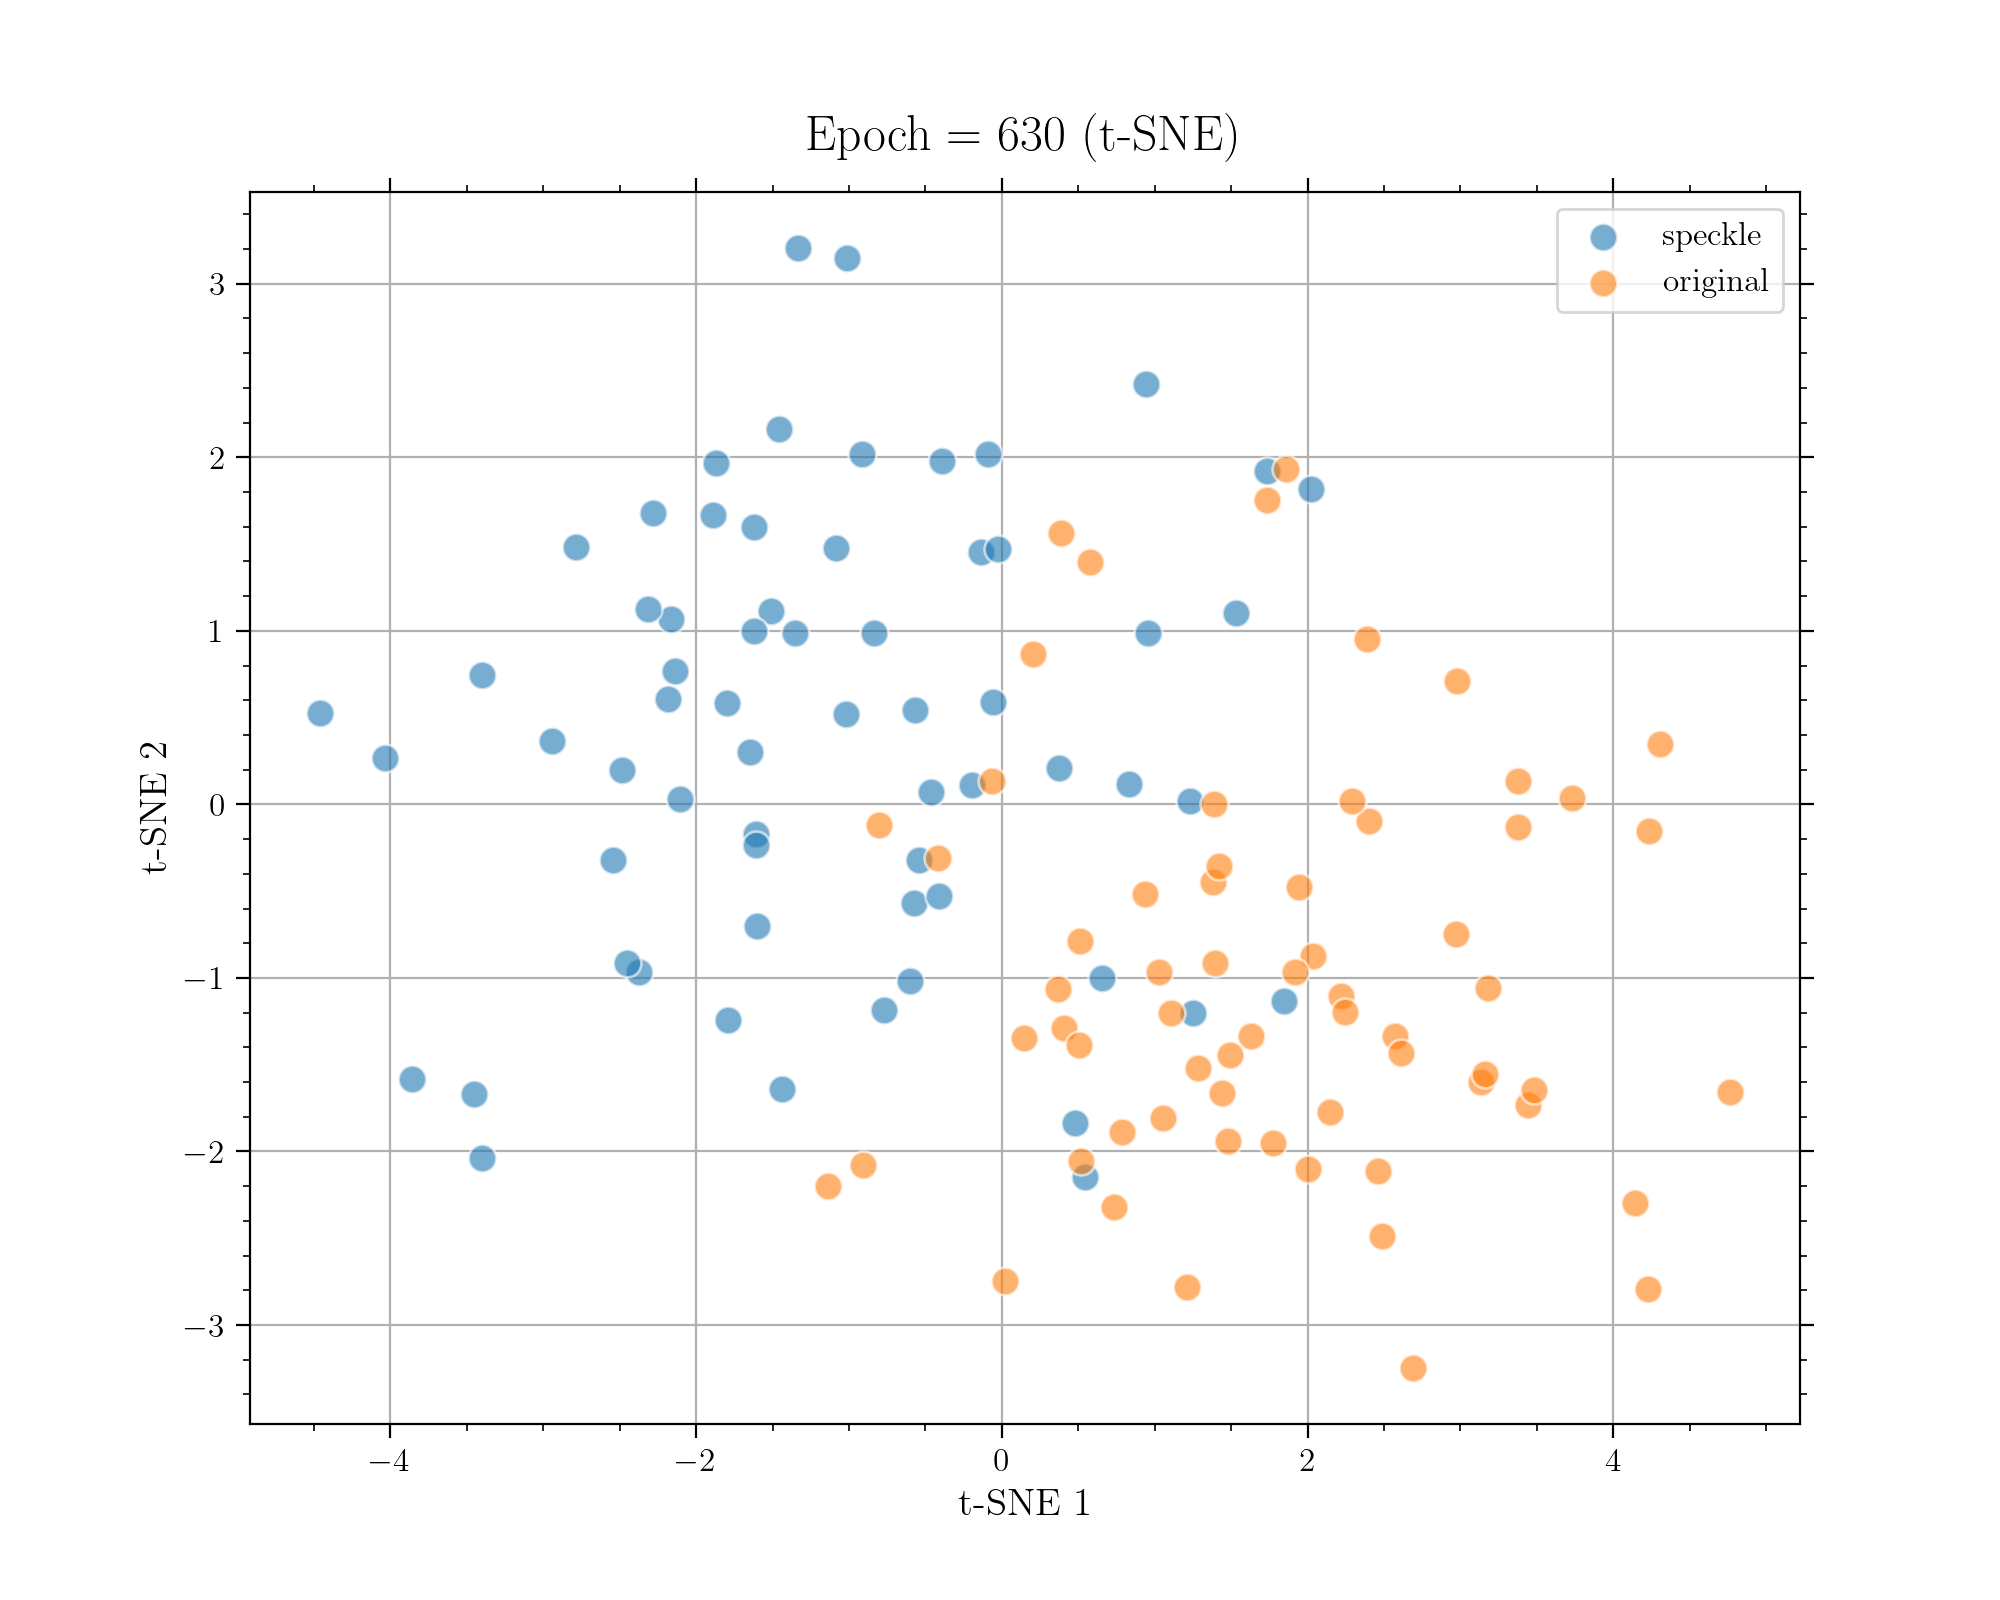 Epoch = 630 (t-SNE)
speckle
original
3
2
1
0
−1
−2
−3
t-SNE 2
−4
−2
0
2
4
t-SNE 1